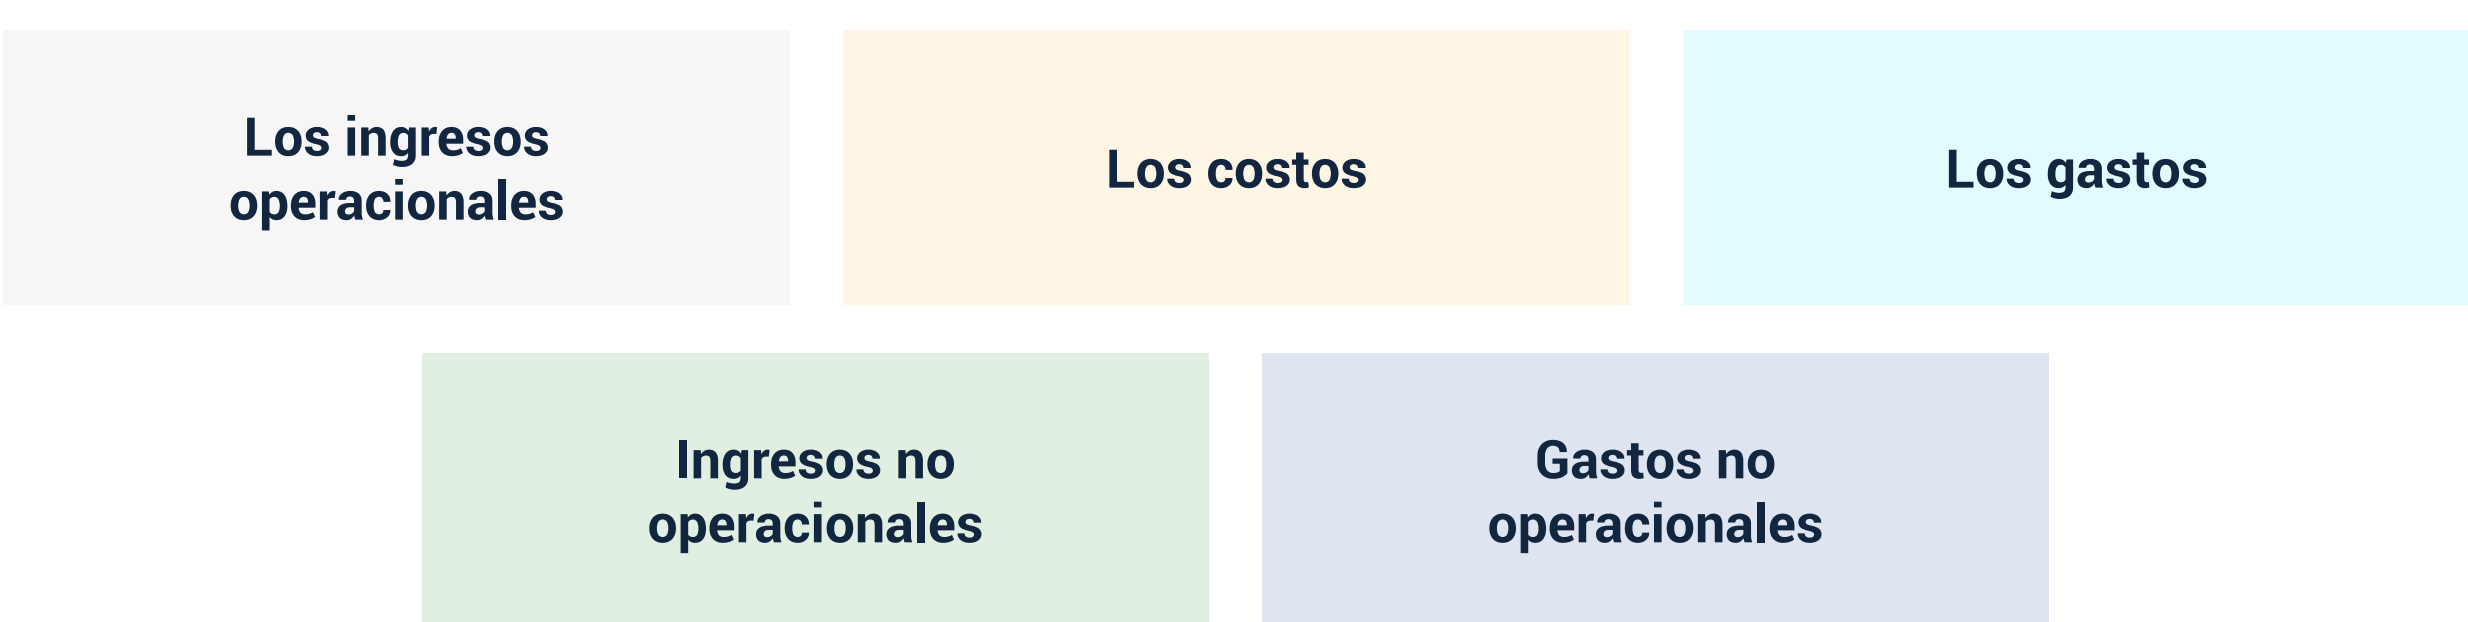 Los ingresos
operacionales
Los costos
Los gastos
Ingresos no
operacionales
Gastos no
operacionales